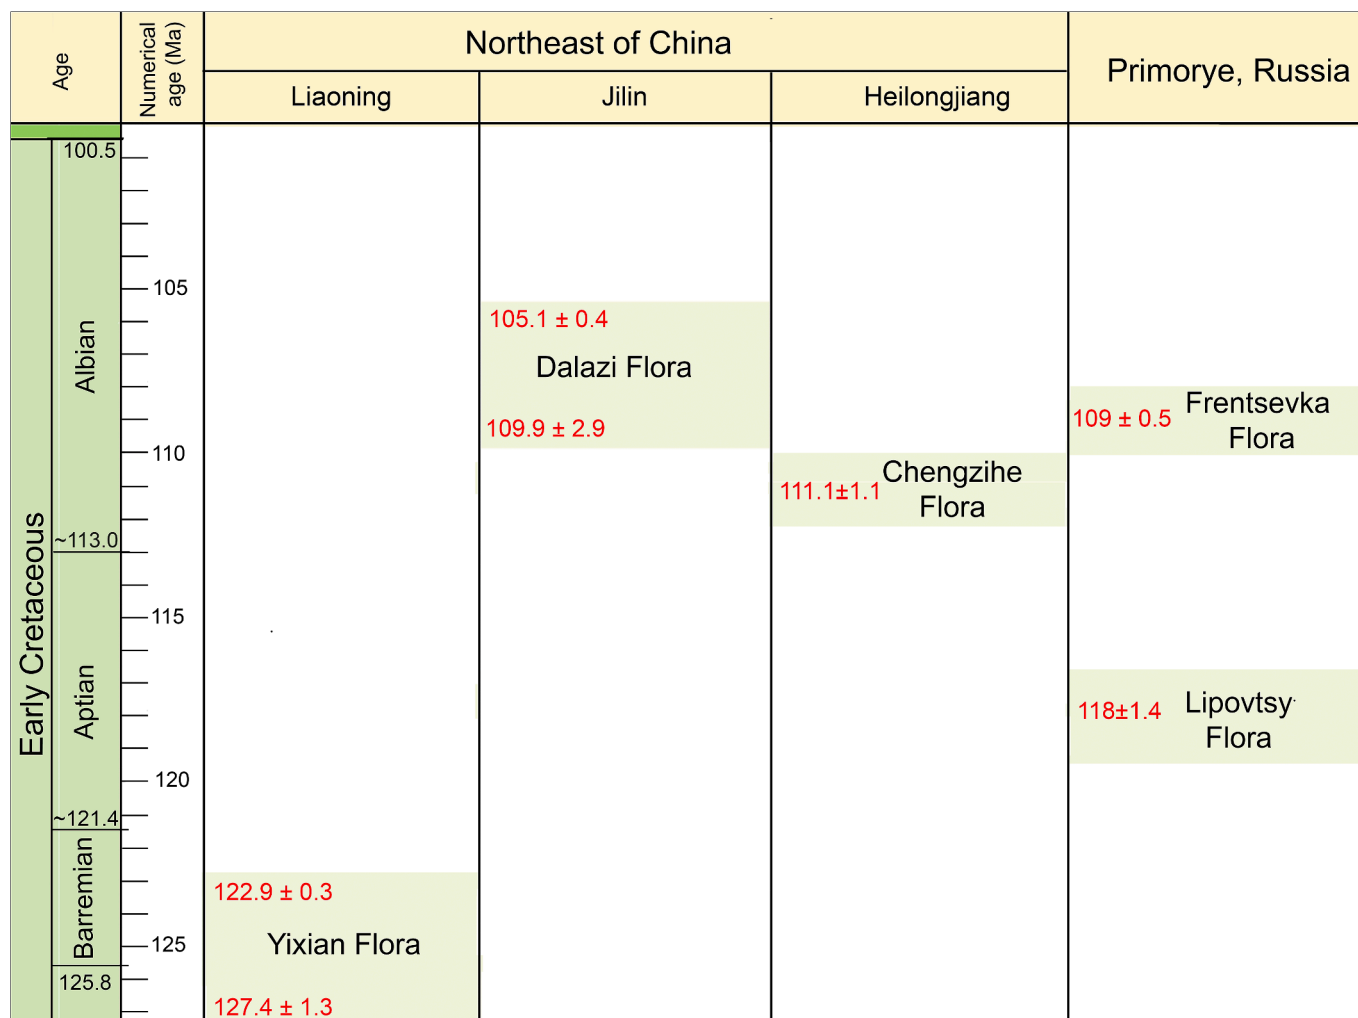 Age
Numerical
age (Ma)
Northeast of China
Liaoning
Jilin
Heilongjiang
Primorye, Russia
Early Cretaceous
100.5
Albian
~113.0
Aptian
~121.4
Barremian
125.8
105
110
115
120
125
122.9 ± 0.3
Yixian Flora
127.4 ± 1.3
105.1 ± 0.4
Dalazi Flora
109.9 ± 2.9
111.1±1.1
Chengzihe
Flora
109 ± 0.5
Frentsevka
Flora
118±1.4
Lipovtsy
Flora